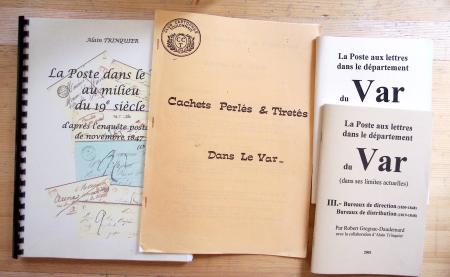 Alain TRINQUIER
La Poste dans le
au milieu
du 19e siècle
d'après l'enquête
de novembre 1847
Cachets Perlés & Tiretés
Dans Le Var_
La Poste aux lettres
dans le département
du Var
La Poste aux lettres
dans le département
du Var
(dans ses limites actuelles)
III.- Bureaux de direction
Bureaux de distribution
Par Robert Gregnac-Daudemard
avec la collaboration d'Alain Trinquier